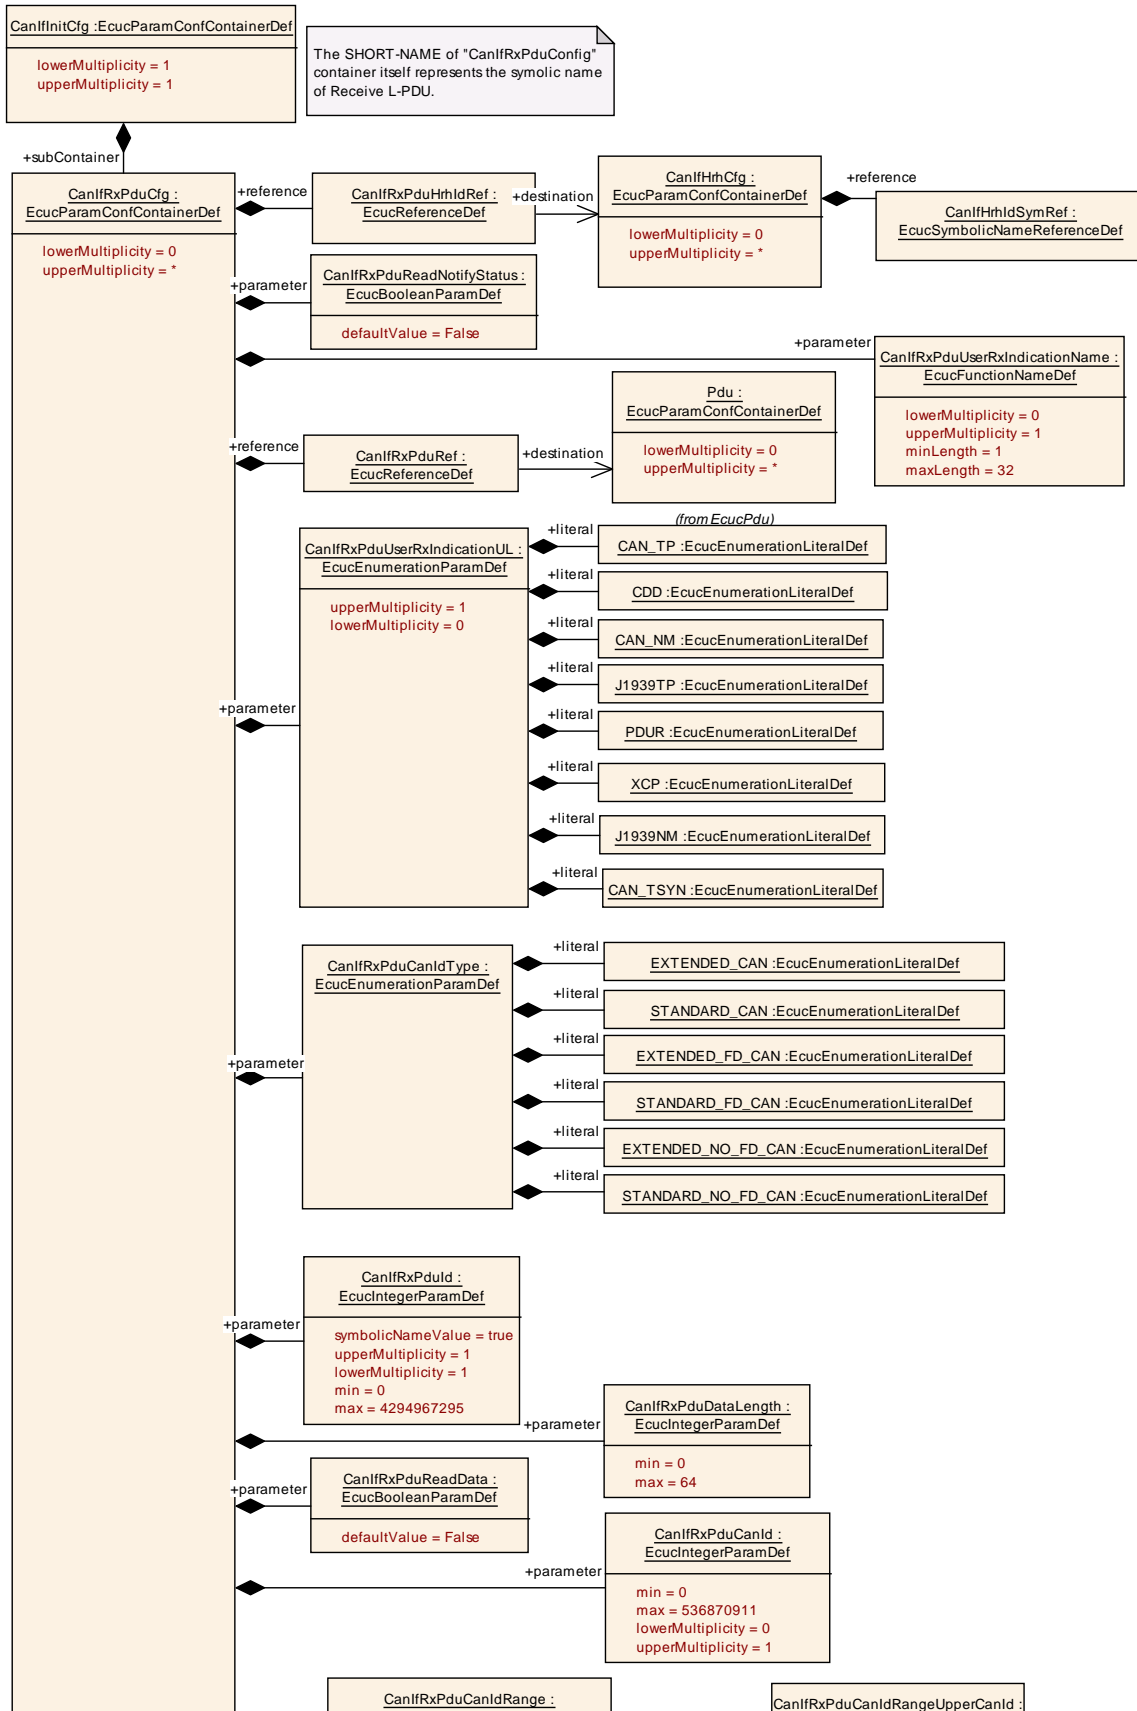 CanIfInitCfg :EcucParamConfContainerDef
lowerMultiplicity = 1
upperMultiplicity = 1
The SHORT-NAME of "CanIfRxPduConfig"
container itself represents the symolic name
of Receive L-PDU.
+subContainer
CanIfRxPduCfg :
EcucParamConfContainerDef
lowerMultiplicity = 0
upperMultiplicity = *
+reference
CanIfRxPduHrhIdRef :
EcucReferenceDef
+destination
CanIfHrhCfg :
EcucParamConfContainerDef
lowerMultiplicity = 0
upperMultiplicity = *
+reference
CanIfHrhIdSymRef :
EcucSymbolicNameReferenceDef
+parameter
CanIfRxPduReadNotifyStatus :
EcucBooleanParamDef
defaultValue = False
+parameter
CanIfRxPduUserRxIndicationName :
EcucFunctionNameDef
lowerMultiplicity = 0
upperMultiplicity = 1
minLength = 1
maxLength = 32
+reference
CanIfRxPduRef :
EcucReferenceDef
+destination
Pdu :
EcucParamConfContainerDef
lowerMultiplicity = 0
upperMultiplicity = *
(from EcucPdu)
+parameter
CanIfRxPduUserRxIndicationUL :
EcucEnumerationParamDef
upperMultiplicity = 1
lowerMultiplicity = 0
+literal
CAN_TP :EcucEnumerationLiteralDef
+literal
CDD :EcucEnumerationLiteralDef
+literal
CAN_NM :EcucEnumerationLiteralDef
+literal
J1939TP :EcucEnumerationLiteralDef
+literal
PDUR :EcucEnumerationLiteralDef
+literal
XCP :EcucEnumerationLiteralDef
+literal
J1939NM :EcucEnumerationLiteralDef
+literal
CAN_TSYN :EcucEnumerationLiteralDef
+parameter
CanIfRxPduCanIdType :
EcucEnumerationParamDef
+literal
EXTENDED_CAN :EcucEnumerationLiteralDef
+literal
STANDARD_CAN :EcucEnumerationLiteralDef
+literal
EXTENDED_FD_CAN :EcucEnumerationLiteralDef
+literal
STANDARD_FD_CAN :EcucEnumerationLiteralDef
+literal
EXTENDED_NO_FD_CAN :EcucEnumerationLiteralDef
+literal
STANDARD_NO_FD_CAN :EcucEnumerationLiteralDef
+parameter
CanIfRxPduId :
EcucIntegerParamDef
symbolicNameValue = true
upperMultiplicity = 1
lowerMultiplicity = 1
min = 0
max = 4294967295
+parameter
CanIfRxPduDataLength :
EcucIntegerParamDef
min = 0
max = 64
+parameter
CanIfRxPduReadData :
EcucBooleanParamDef
defaultValue = False
+parameter
CanIfRxPduCanId :
EcucIntegerParamDef
min = 0
max = 536870911
lowerMultiplicity = 0
upperMultiplicity = 1
CanIfRxPduCanIdRange :
CanIfRxPduCanIdRangeUpperCanId :